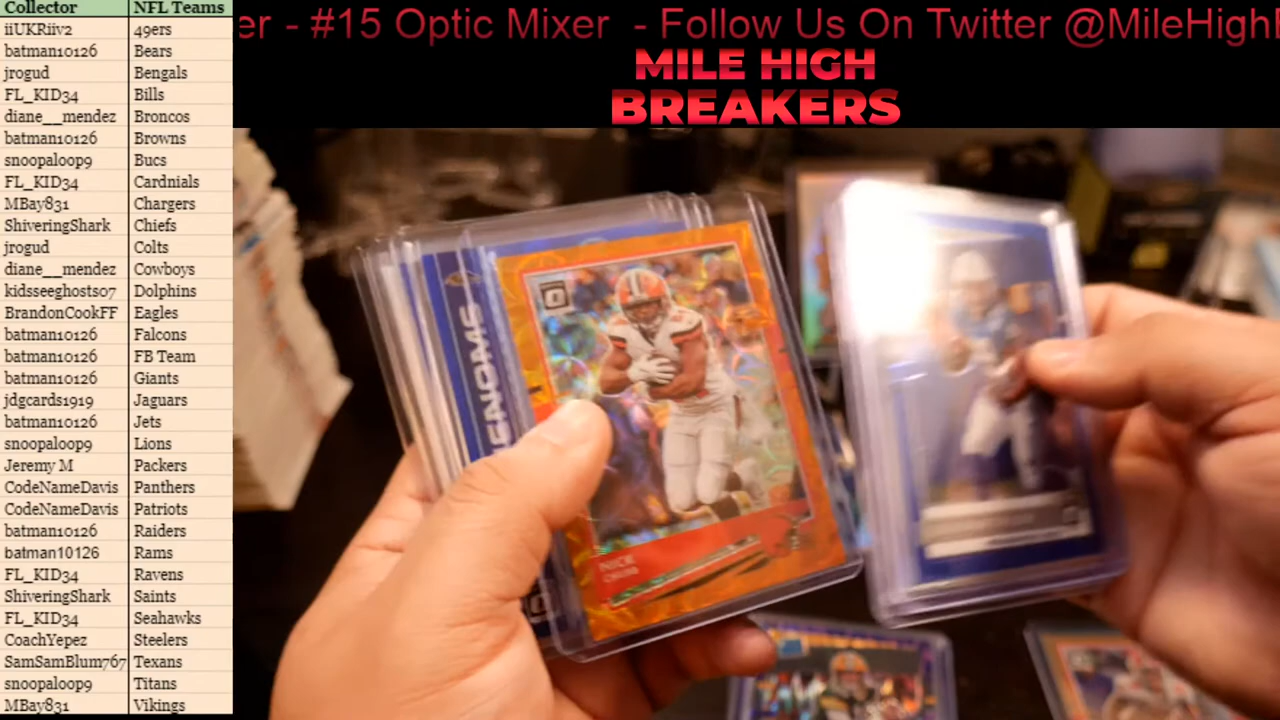 Collector NFL Teams
iiUKRiiv2 49ers
batman10126 Bears
jrogud Bengals
FL_KID34 Bills
diane__mendez Broncos
batman10126 Browns
snoopaloop9 Bucs
FL_KID34 Cardnials
MBay831 Chargers
ShiveringShark Chiefs
jrogud Colts
diane__mendez Cowboys
kidsseeghosts07 Dolphins
BrandonCookFF Eagles
batman10126 Falcons
batman10126 FB Team
batman10126 Giants
jdgcards1919 Jaguars
batman10126 Jets
snoopaloop9 Lions
Jeremy M Packers
CodeNameDavis Panthers
CodeNameDavis Patriots
batman10126 Raiders
batman10126 Rams
FL_KID34 Ravens
ShiveringShark Saints
FL_KID34 Seahawks
CoachYepez Steelers
SamSamBlum767 Texans
snoopaloop9 Titans
MBay831 Vikings
er - #15 Optic Mixer - Follow Us On Twitter @MileHigh
MILE HIGH
BREAKERS
NICK
CHUBB